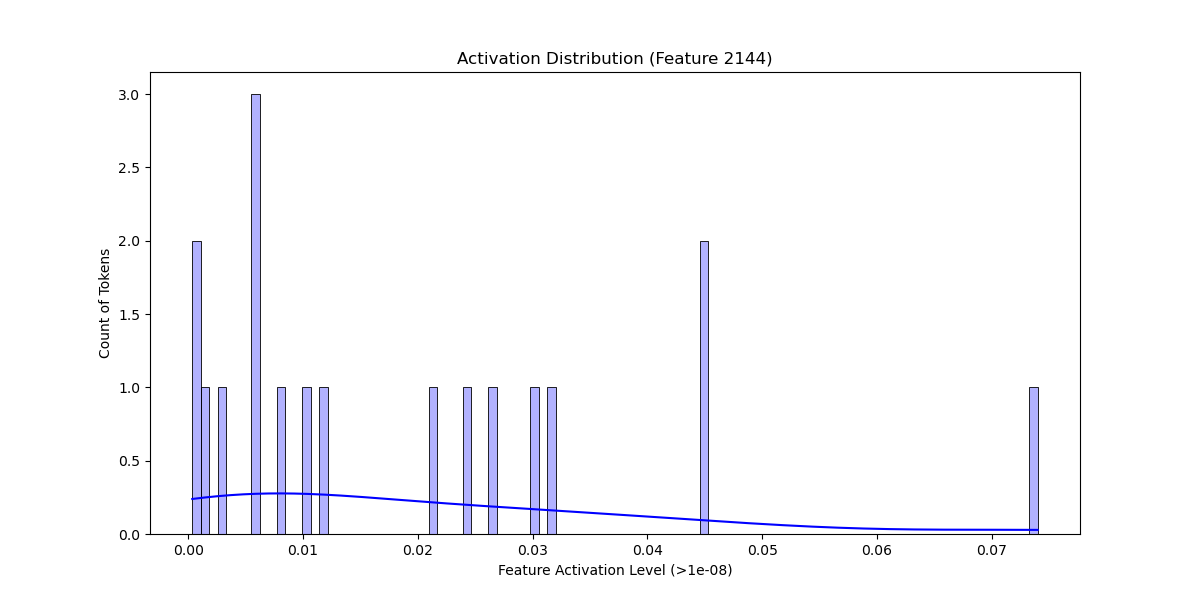 Activation Distribution (Feature 2144)
3.0
2.5
2.0
1.5
1.0
0.5
0.0
Count of Tokens
0.00 0.01 0.02 0.03 0.04 0.05 0.06 0.07
Feature Activation Level (>1e-08)